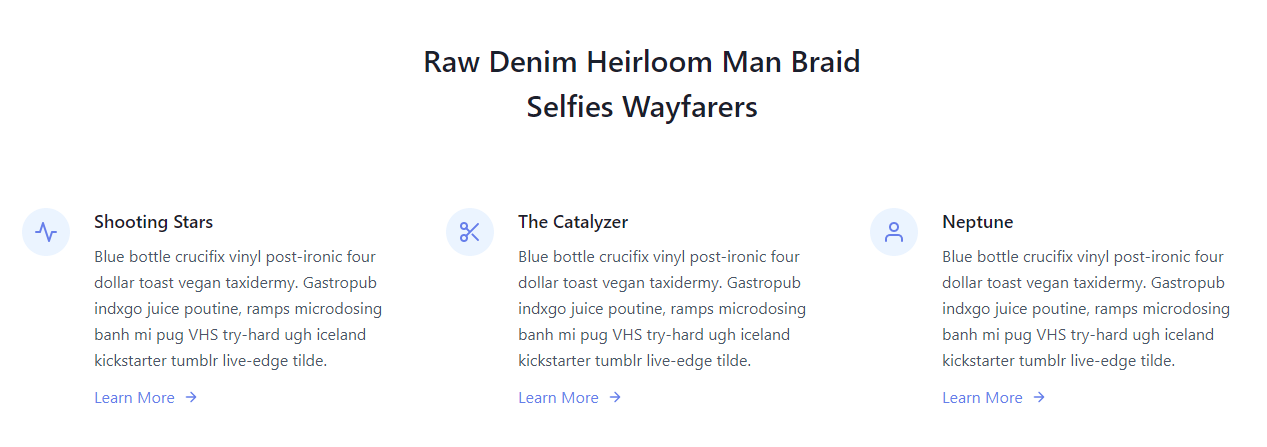 Raw Denim Heirloom Man Braid
Selfies Wayfarers
Shooting Stars
Blue bottle crucifix vinyl post-ironic four
dollar toast vegan taxidermy. Gastropub
indxgo juice poutine, ramps microdosing
banh mi pug VHS try-hard ugh iceland
kickstarter tumblr live-edge tilde.
Learn More
The Catalyzer
Blue bottle crucifix vinyl post-ironic four
dollar toast vegan taxidermy. Gastropub
indxgo juice poutine, ramps microdosing
banh mi pug VHS try-hard ugh iceland
kickstarter tumblr live-edge tilde.
Learn More
Neptune
Blue bottle crucifix vinyl post-ironic four
dollar toast vegan taxidermy. Gastropub
indxgo juice poutine, ramps microdosing
banh mi pug VHS try-hard ugh iceland
kickstarter tumblr live-edge tilde.
Learn More